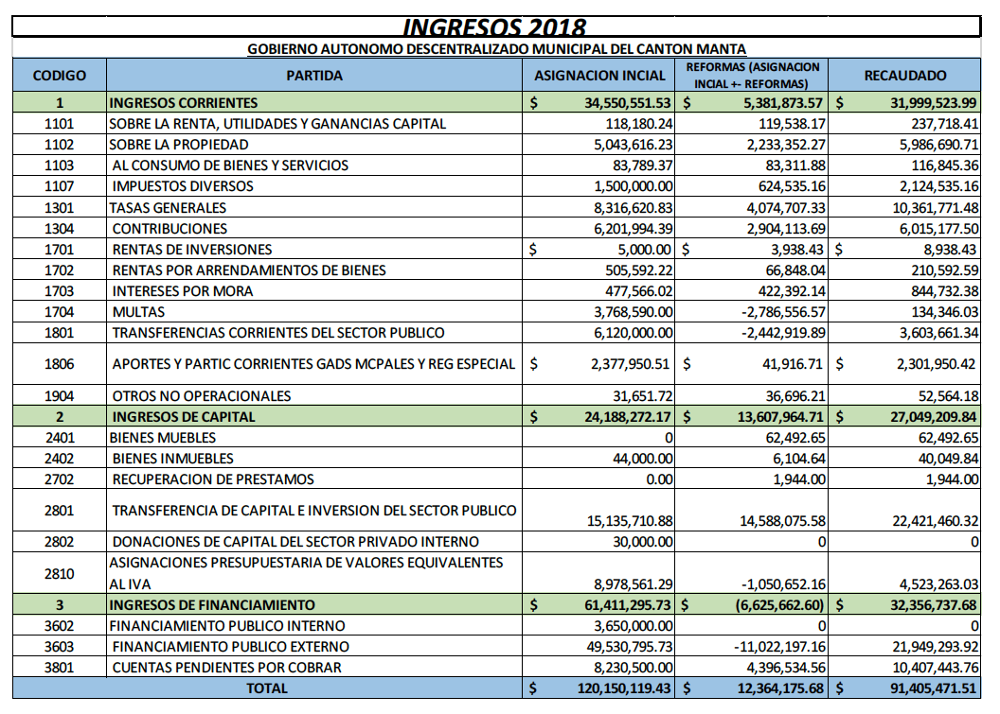 INGRESOS 2018
GOBIERNO AUTONOMO DESCENTRALIZADO MUNICIPAL DEL CANTON MANTA
CODIGO PARTIDA ASIGNACION INCIAL REFORMAS (ASIGNACION INCIAL +- REFORMAS) RECAUDADO
1 INGRESOS CORRIENTES $ 34,550,551.53 $ 5,381,873.57 $ 31,999,523.99
1101 SOBRE LA RENTA, UTILIDADES Y GANANCIAS CAPITAL 118,180.24 119,538.17 237,718.41
1102 SOBRE LA PROPIEDAD 5,043,616.23 2,233,352.27 5,986,690.71
1103 AL CONSUMO DE BIENES Y SERVICIOS 83,789.37 83,311.88 116,845.36
1107 IMPUESTOS DIVERSOS 1,500,000.00 624,535.16 2,124,535.16
1301 TASAS GENERALES 8,316,620.83 4,074,707.33 10,361,771.48
1304 CONTRIBUCIONES 6,201,994.39 2,904,113.69 6,015,177.50
1701 RENTAS DE INVERSIONES $ 5,000.00 $ 3,938.43 $ 8,938.43
1702 RENTAS POR ARRENDAMIENTOS DE BIENES 505,592.22 66,848.04 210,592.59
1703 INTERESES POR MORA 477,566.02 422,392.14 844,732.38
1704 MULTAS 3,768,590.00 -2,786,556.57 134,346.03
1801 TRANSFERENCIAS CORRIENTES DEL SECTOR PUBLICO 6,120,000.00 -2,442,919.89 3,603,661.34
1806 APORTES Y PARTIC CORRIENTES GADS MCPALES Y REG ESPECIAL $ 2,377,950.51 $ 41,916.71 $ 2,301,950.42
1904 OTROS NO OPERACIONALES 31,651.72 36,696.21 52,564.18
2 INGRESOS DE CAPITAL $ 24,188,272.17 $ 13,607,964.71 $ 27,049,209.84
2401 BIENES MUEBLES 0 62,492.65 62,492.65
2402 BIENES INMUEBLES 44,000.00 6,104.64 40,049.84
2702 RECUPERACION DE PRESTAMOS 0.00 1,944.00 1,944.00
2801 TRANSFERENCIA DE CAPITAL E INVERSION DEL SECTOR PUBLICO 15,135,710.88 14,588,075.58 22,421,460.32
2802 DONACIONES DE CAPITAL DEL SECTOR PRIVADO INTERNO 30,000.00 0 0
2810 ASIGNACIONES PRESUPUESTARIA DE VALORES EQUIVALENTES
AL IVA 8,978,561.29 -1,050,652.16 4,523,263.03
3 INGRESOS DE FINANCIAMIENTO $ 61,411,295.73 $ (6,625,662.60) $ 32,356,737.68
3602 FINANCIAMIENTO PUBLICO INTERNO 3,650,000.00 0 0
3603 FINANCIAMIENTO PUBLICO EXTERNO 49,530,795.73 -11,022,197.16 21,949,293.92
3801 CUENTAS PENDIENTES POR COBRAR 8,230,500.00 4,396,534.56 10,407,443.76
TOTAL $ 120,150,119.43 $ 12,364,175.68 $ 91,405,471.51